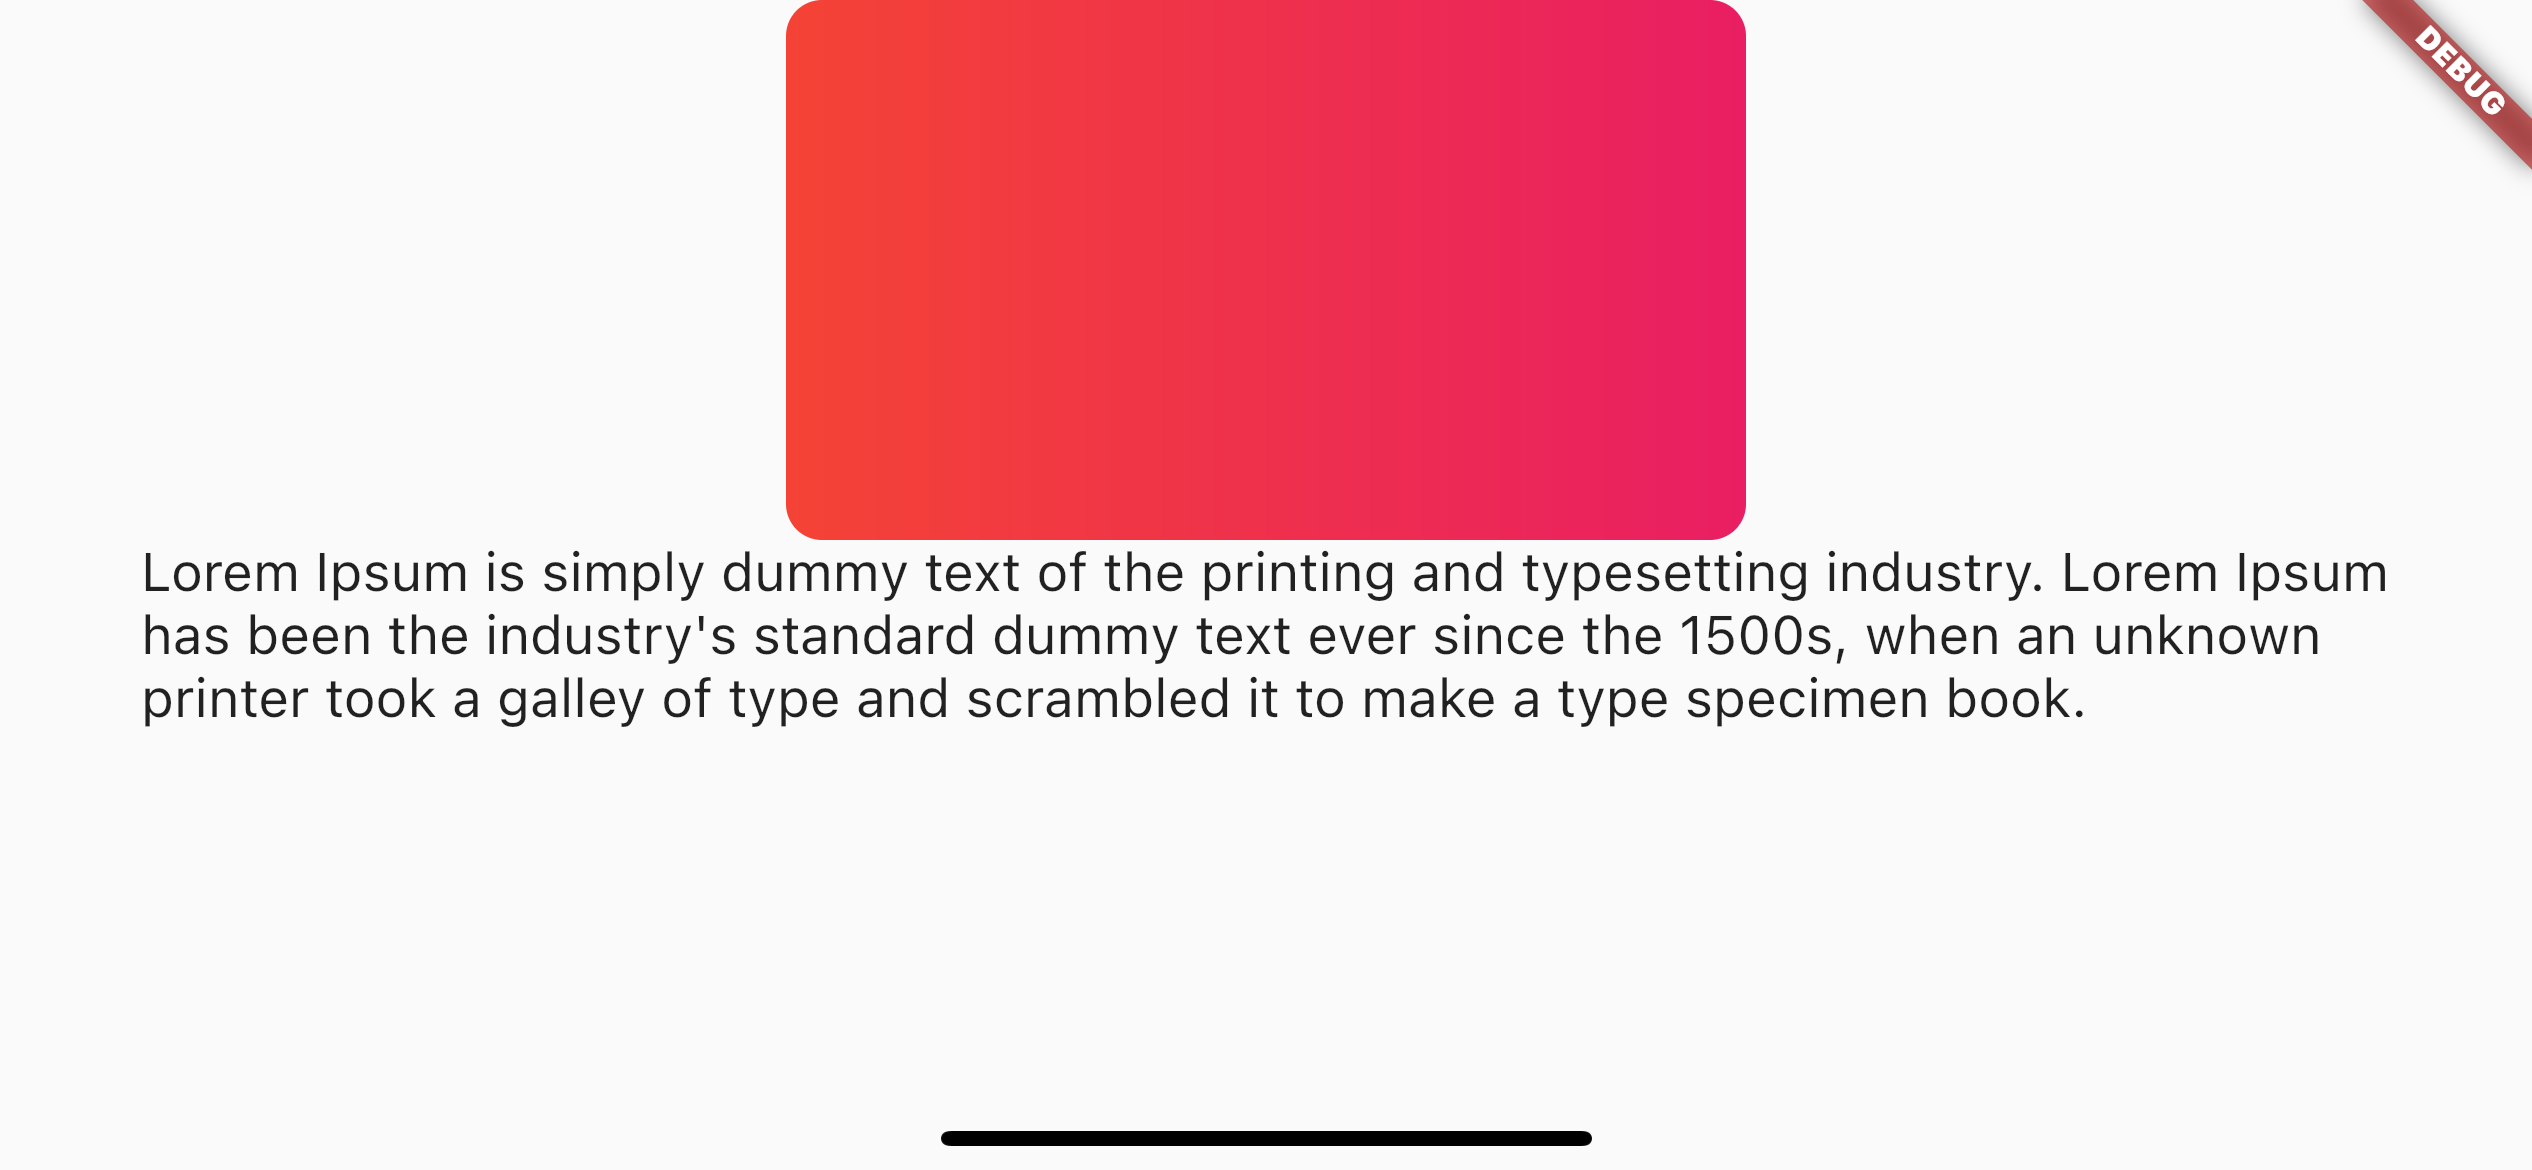 DEBUG
Lorem Ipsum is simply dummy text of the printing and typesetting industry. Lorem Ipsum
has been the industry's standard dummy text ever since the 1500s, when an unknown
printer took a galley of type and scrambled it to make a type specimen book.